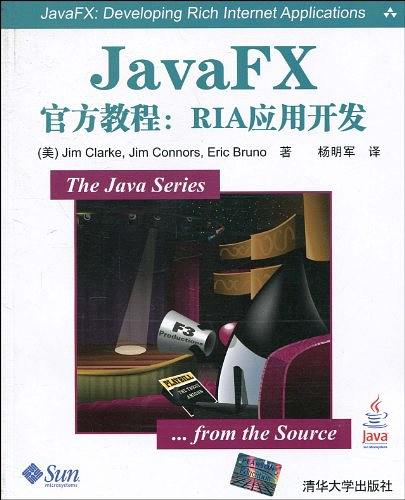 JavaFX: Developing Rich Internet Applications
JavaFX
官方教程：RIA应用开发
(美) Jim Clarke, Jim Connors, Eric Bruno 著 杨明军 译
The Java Series
F3
Productions
PLAYBILL
... from the Source
Java
Sun
microsystems
清华大学出版社